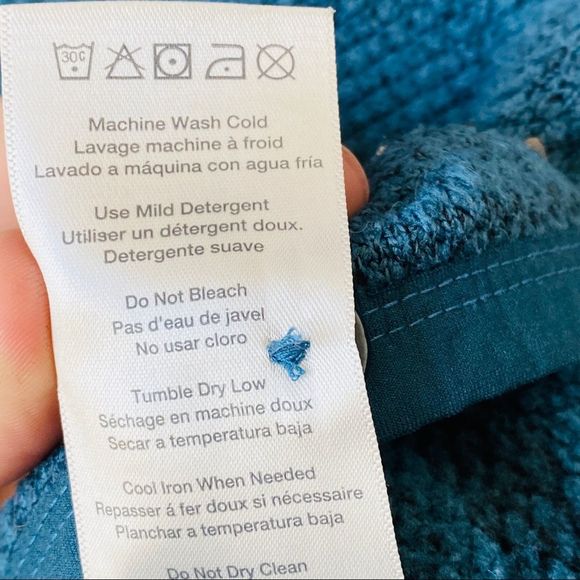 30c
Machine Wash Cold
Lavage machine à froid
Lavado a máquina con agua fría
Use Mild Detergent
Utiliser un détergent doux.
Detergente suave
Do Not Bleach
Pas d'eau de javel
No usar cloro
Tumble Dry Low
Séchage en machine doux
Secar a temperatura baja
Cool Iron When Needed
Repasser á fer doux si nécessaire
Planchar a temperatura baja
Do Not Dry Clean